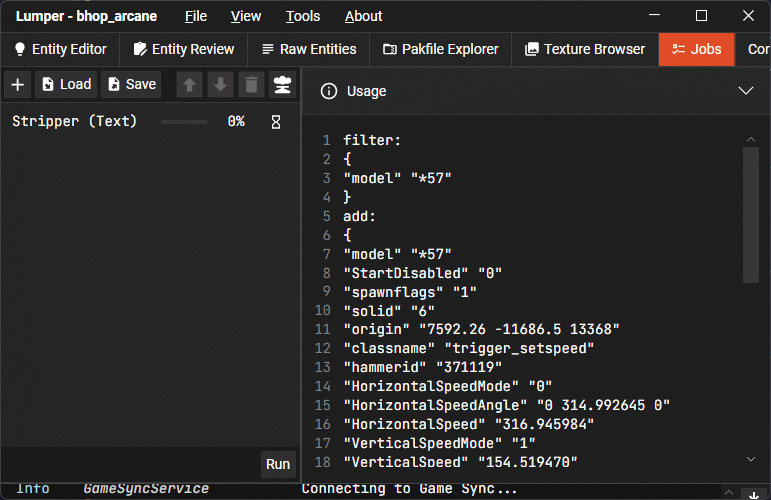 Lumper - bhop_arcane File View Tools About
Entity Editor Entity Review Raw Entities Pakfile Explorer Texture Browser Jobs Cor
Load Save
Usage
Stripper (Text) 0%
1 filter:
2 {
3 "model" "*57"
4 }
5 add:
6 {
7 "model" "*57"
8 "StartDisabled" "0"
9 "spawnflags" "1"
10 "solid" "6"
11 "origin" "7592.26 -11686.5 13368"
12 "classname" "trigger_setspeed"
13 "hammerid" "371119"
14 "HorizontalSpeedMode" "0"
15 "HorizontalSpeedAngle" "0 314.992645 0"
16 "HorizontalSpeed" "316.945984"
17 "VerticalSpeedMode" "1"
18 "VerticalSpeed" "154.519470"
Run
Info GameSyncService Connecting to Game Sync...